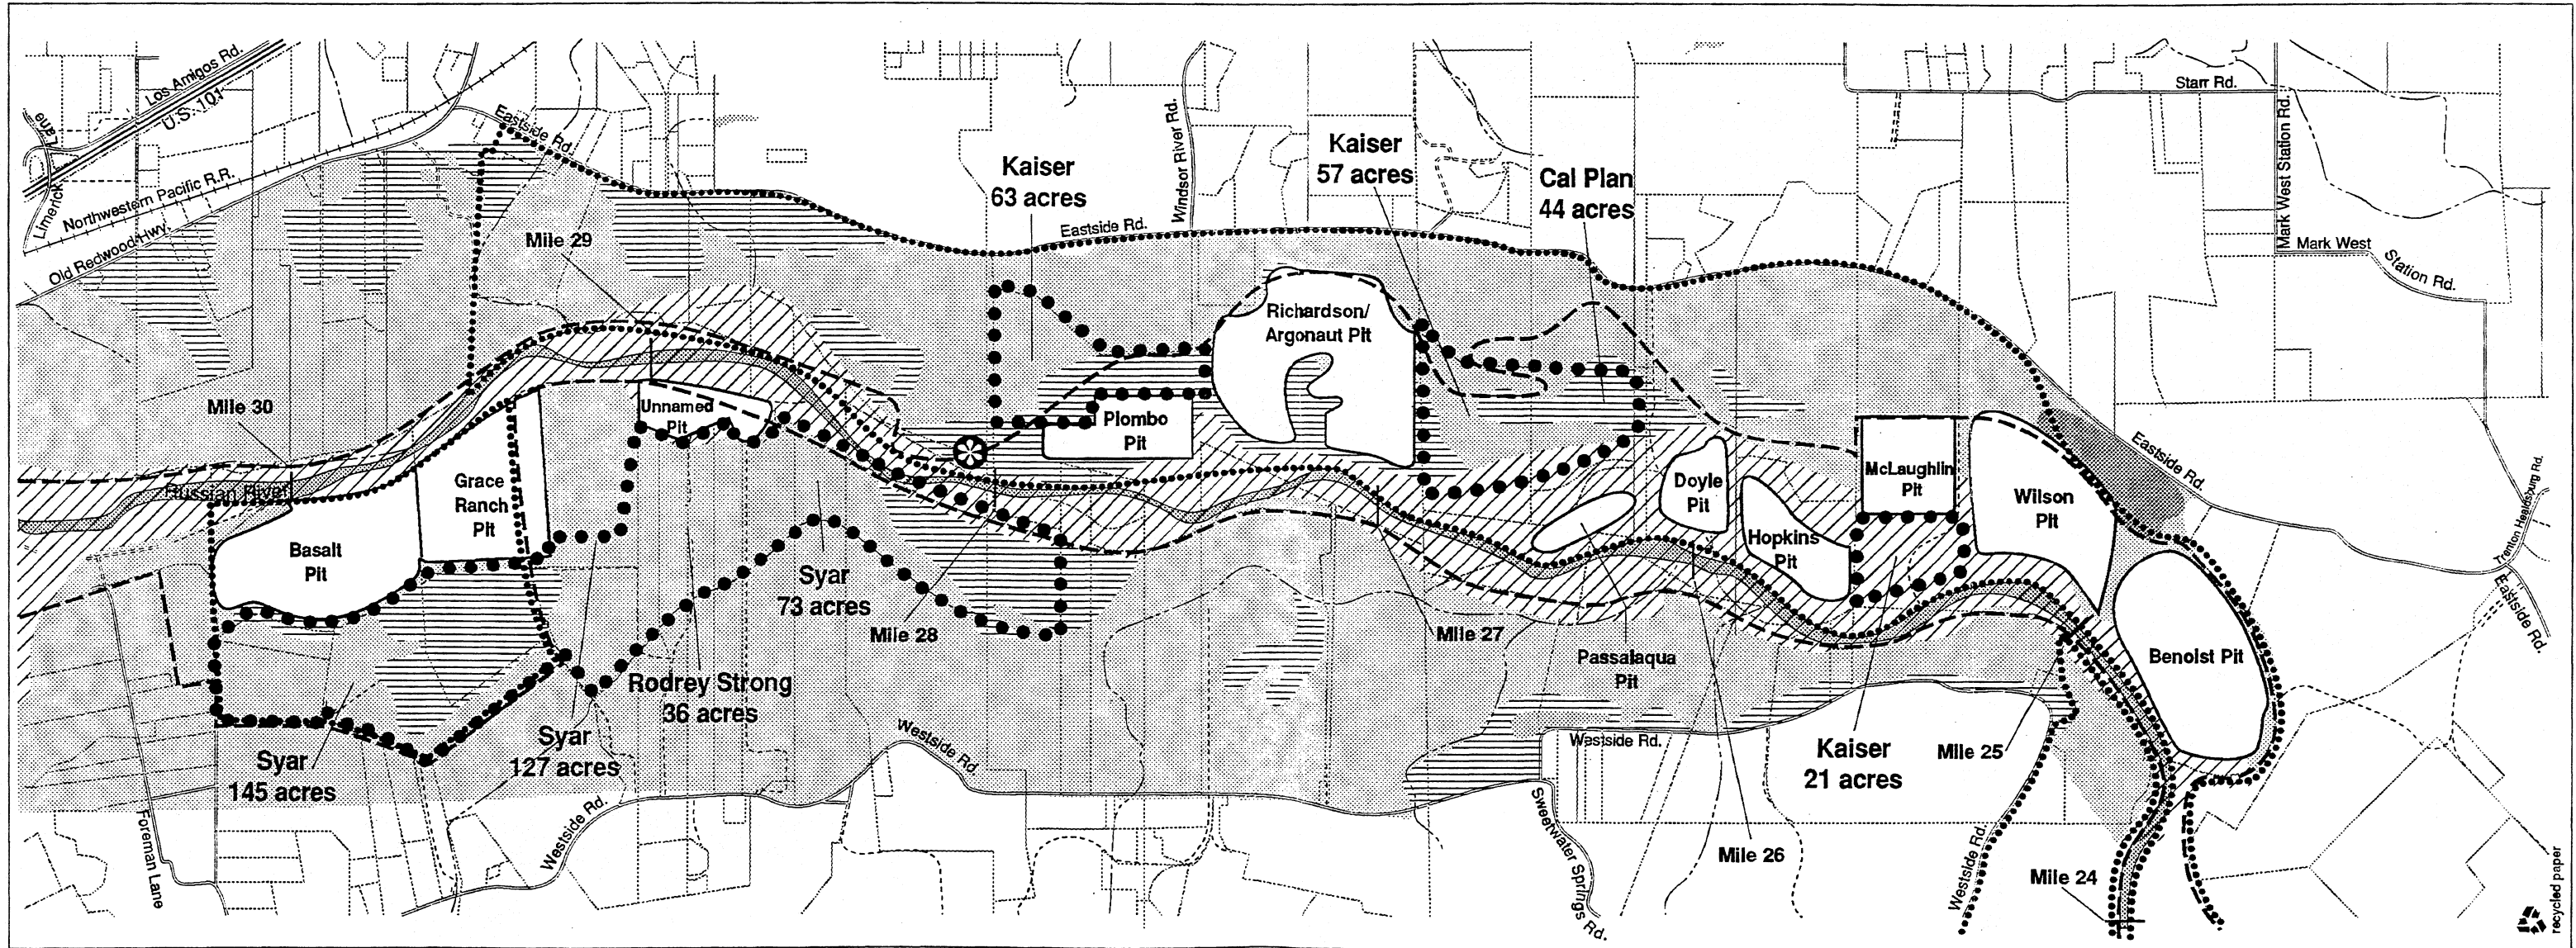 Los Amigos Rd.
U.S. 101
Lane
Limerick
Northwestern Pacific R.R.
Old Redwood Hwy.
Eastside Rd.
Mile 29
Mile 30
Russian River
Kaiser
63 acres
Windsor River Rd.
Eastside Rd.
Kaiser
57 acres
Cal Plan
44 acres
Starr Rd.
Mark West Station Rd.
Mark West
Station Rd.
Richardson/
Argonaut Pit
Unnamed
Pit
Plombo
Pit
Grace
Ranch
Pit
Basalt
Pit
Doyle
Pit
Hopkins
Pit
McLaughlin
Pit
Wilson
Pit
Eastside Rd.
Trenton Healdsburg Rd.
Eastside Rd.
Benoist Pit
Syar
73 acres
Mile 28
Mile 27
Passalaqua
Pit
Rodrey Strong
36 acres
Syar
127 acres
Syar
145 acres
Westside Rd.
Westside Rd.
Westside Rd.
Kaiser
21 acres
Mile 25
Mile 26
Mile 24
Foreman Lane
Sweetwater Springs Rd.
Westside Rd.
recycled paper